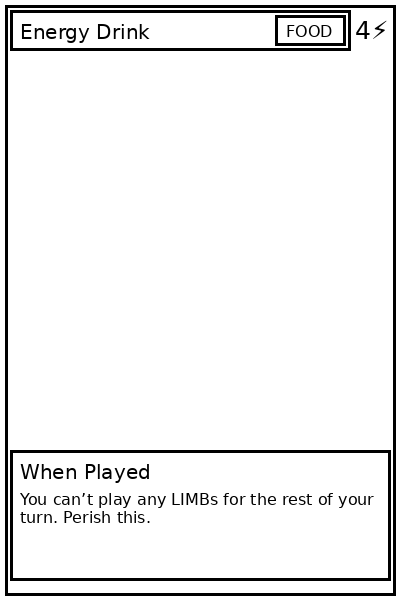 Energy Drink
FOOD
4⚡
When Played
You can’t play any LIMBs for the rest of your
turn. Perish this.